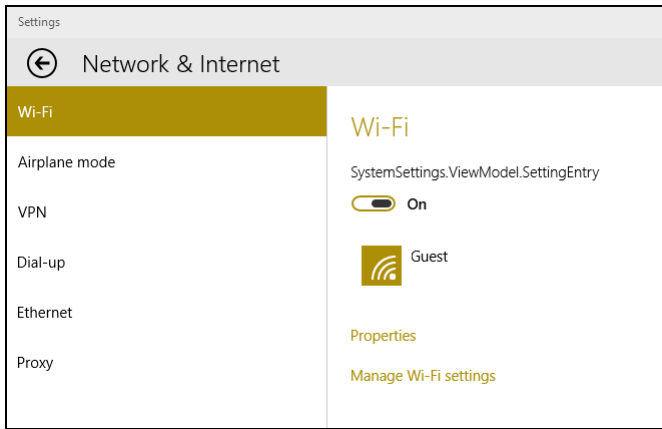 Settings
Network & Internet
Wi-Fi
Airplane mode
VPN
Dial-up
Ethernet
Proxy
Wi-Fi
SystemSettings.ViewModel.SettingEntry
On
Guest
Properties
Manage Wi-Fi settings